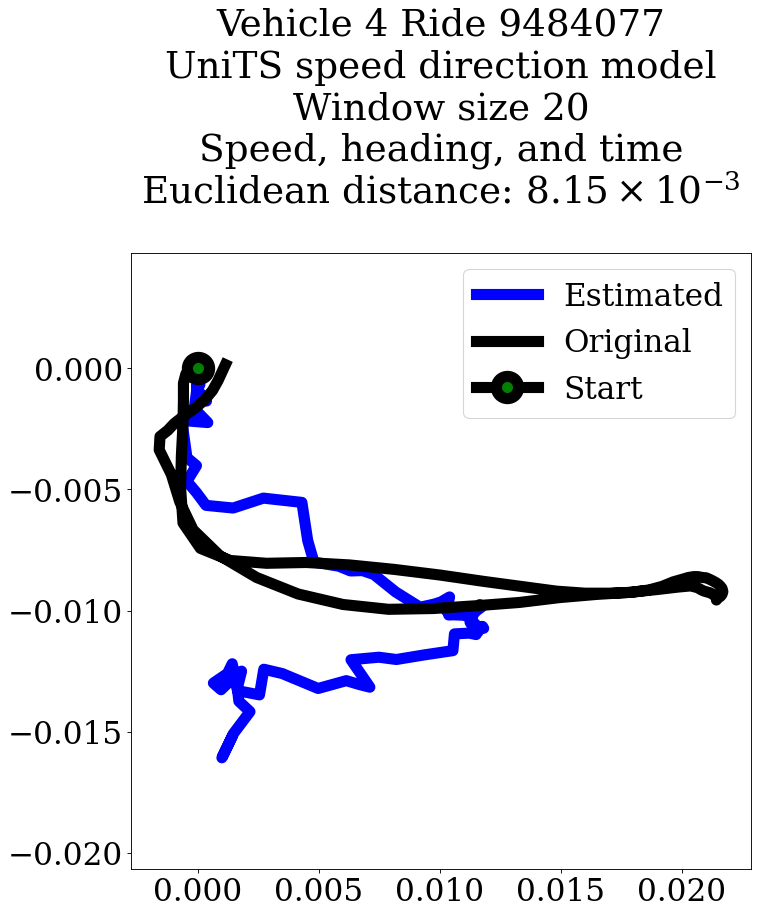 Vehicle 4 Ride 9484077
UniTS speed direction model
Window size 20
Speed, heading, and time
Euclidean distance: 8.15 × 10⁻³
Estimated
Original
Start
0.000
−0.005
−0.010
−0.015
−0.020
0.000 0.005 0.010 0.015 0.020